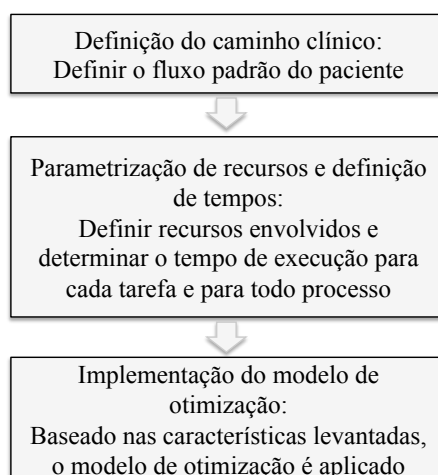 Definição do caminho clínico:
Definir o fluxo padrão do paciente
Parametrização de recursos e definição
de tempos:
Definir recursos envolvidos e
determinar o tempo de execução para
cada tarefa e para todo processo
Implementação do modelo de
otimização:
Baseado nas características levantadas,
o modelo de otimização é aplicado